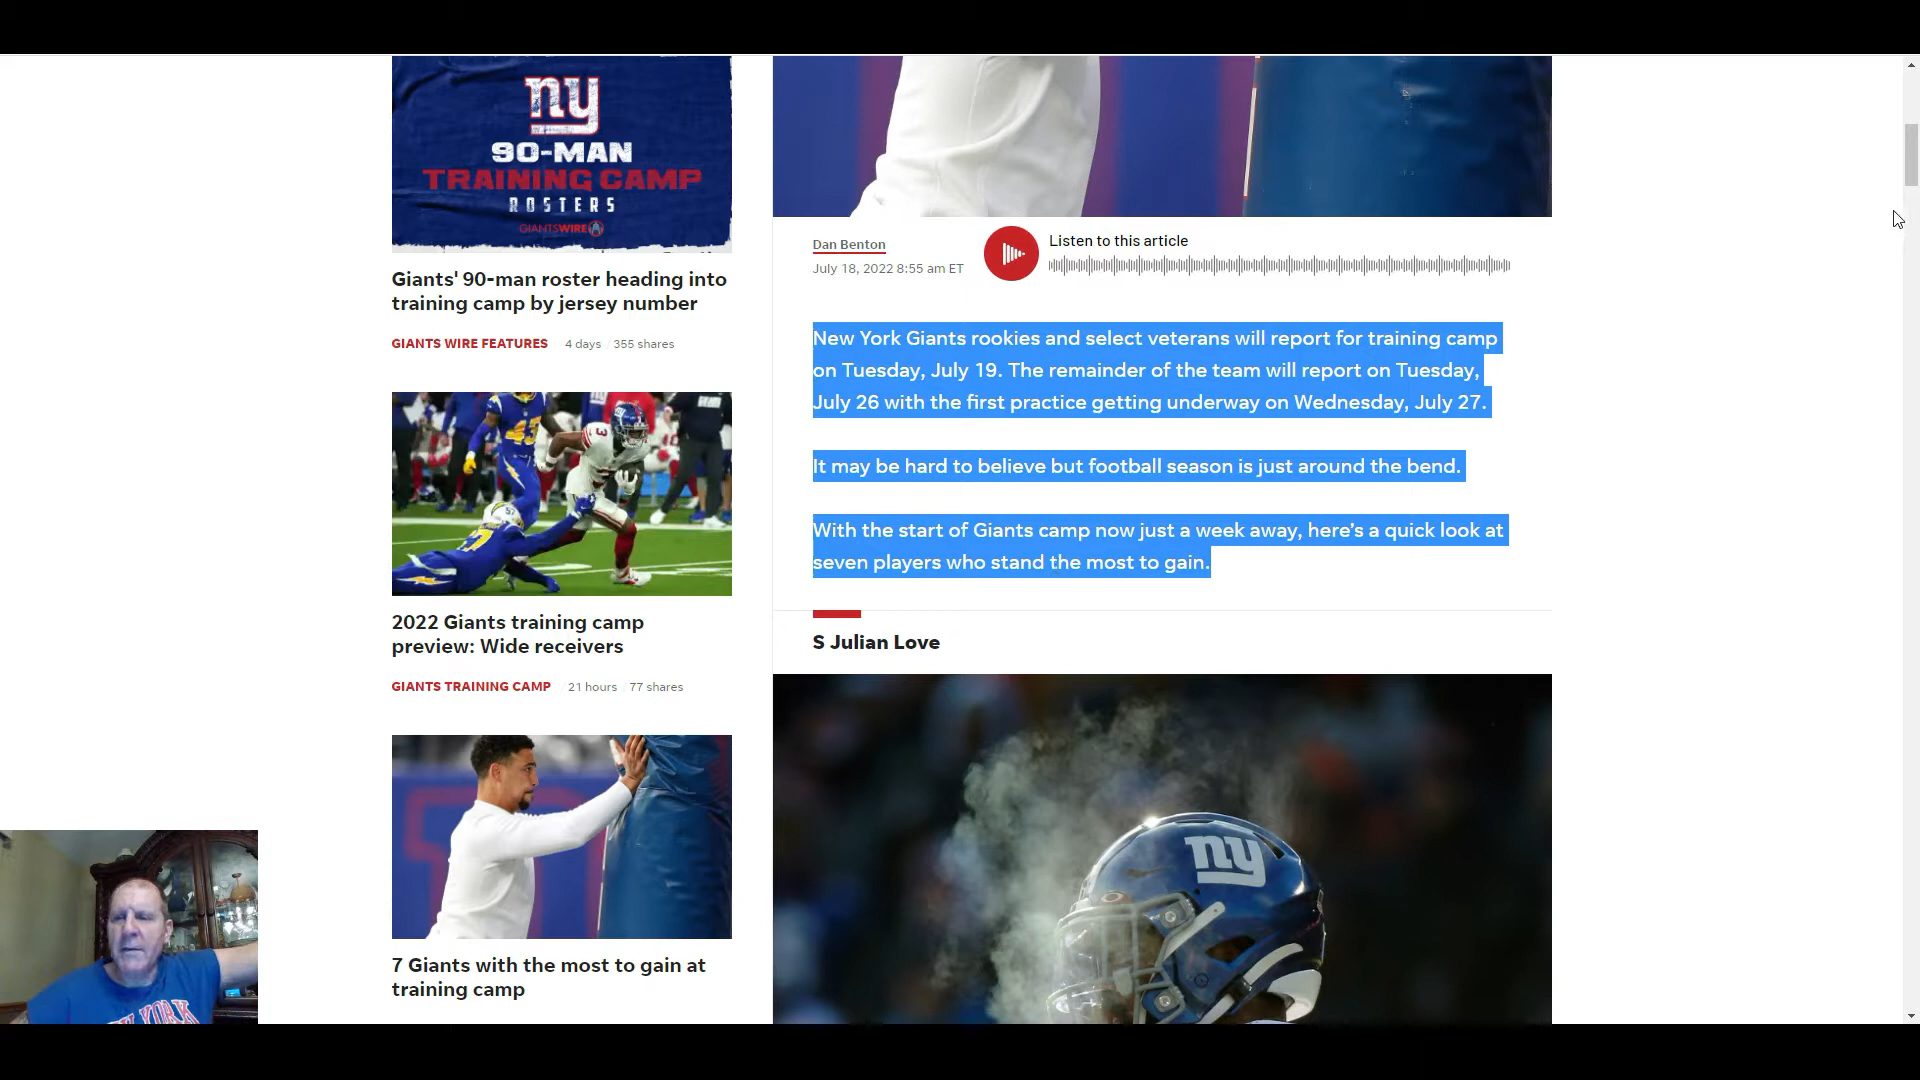 ny
90-MAN
TRAINING CAMP
ROSTERS
GIANTSWIRE
Giants' 90-man roster heading into
training camp by jersey number
GIANTS WIRE FEATURES 4 days 355 shares
43
3
57
2022 Giants training camp
preview: Wide receivers
GIANTS TRAINING CAMP 21 hours 77 shares
7 Giants with the most to gain at
training camp
Dan Benton
July 18, 2022 8:55 am ET
Listen to this article
New York Giants rookies and select veterans will report for training camp
on Tuesday, July 19. The remainder of the team will report on Tuesday,
July 26 with the first practice getting underway on Wednesday, July 27.
It may be hard to believe but football season is just around the bend.
With the start of Giants camp now just a week away, here’s a quick look at
seven players who stand the most to gain.
S Julian Love
ny
YORK